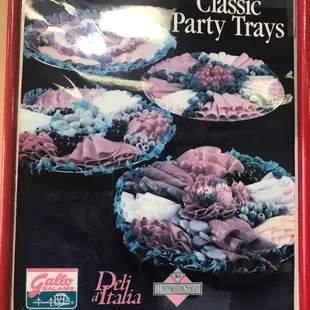 Classic
Party Trays
Gallo
SALAME
Deli
d'Italia